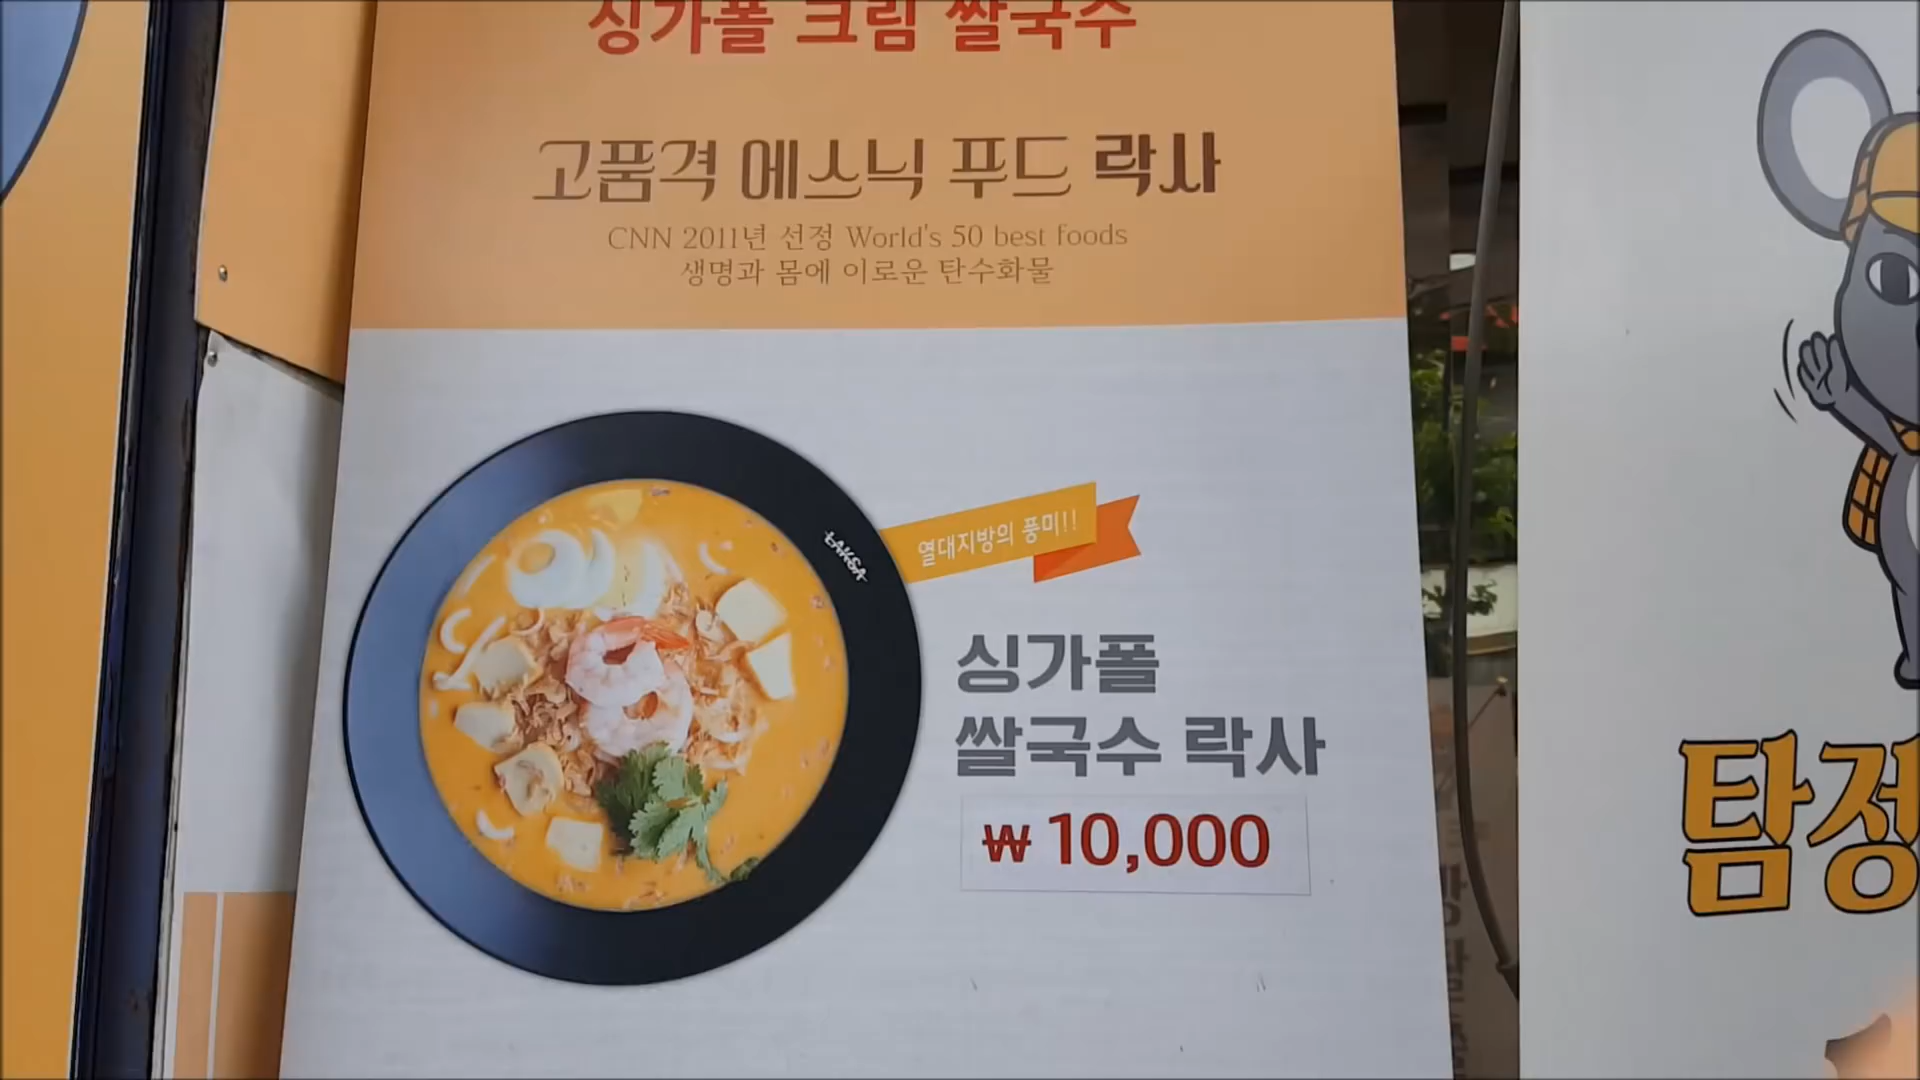 싱가폴 크림 쌀국수
고품격 에스닉 푸드 락사
CNN 2011년 선정 World's 50 best foods
생명과 몸에 이로운 탄수화물
LAKSA
열대지방의 풍미!!
싱가폴
쌀국수 락사
₩ 10,000
탐정